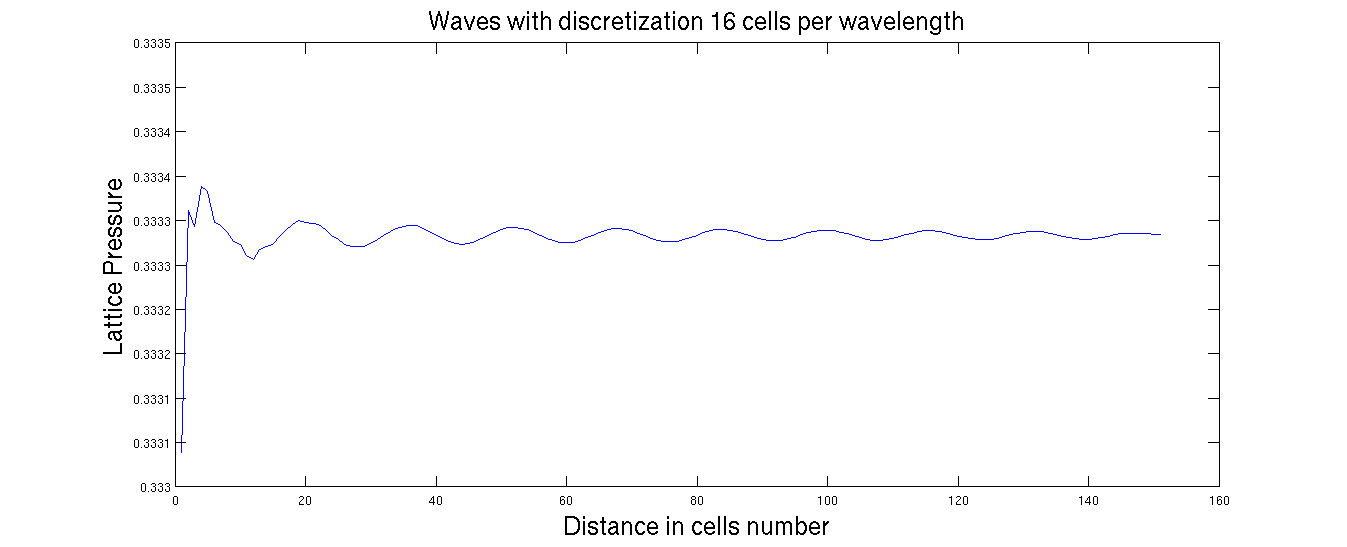 Waves with discretization 16 cells per wavelength
0.3335
0.3335
0.3334
0.3334
0.3333
0.3333
0.3332
0.3332
0.3331
0.3331
0.333
Lattice Pressure
0 20 40 60 80 100 120 140 160
Distance in cells number